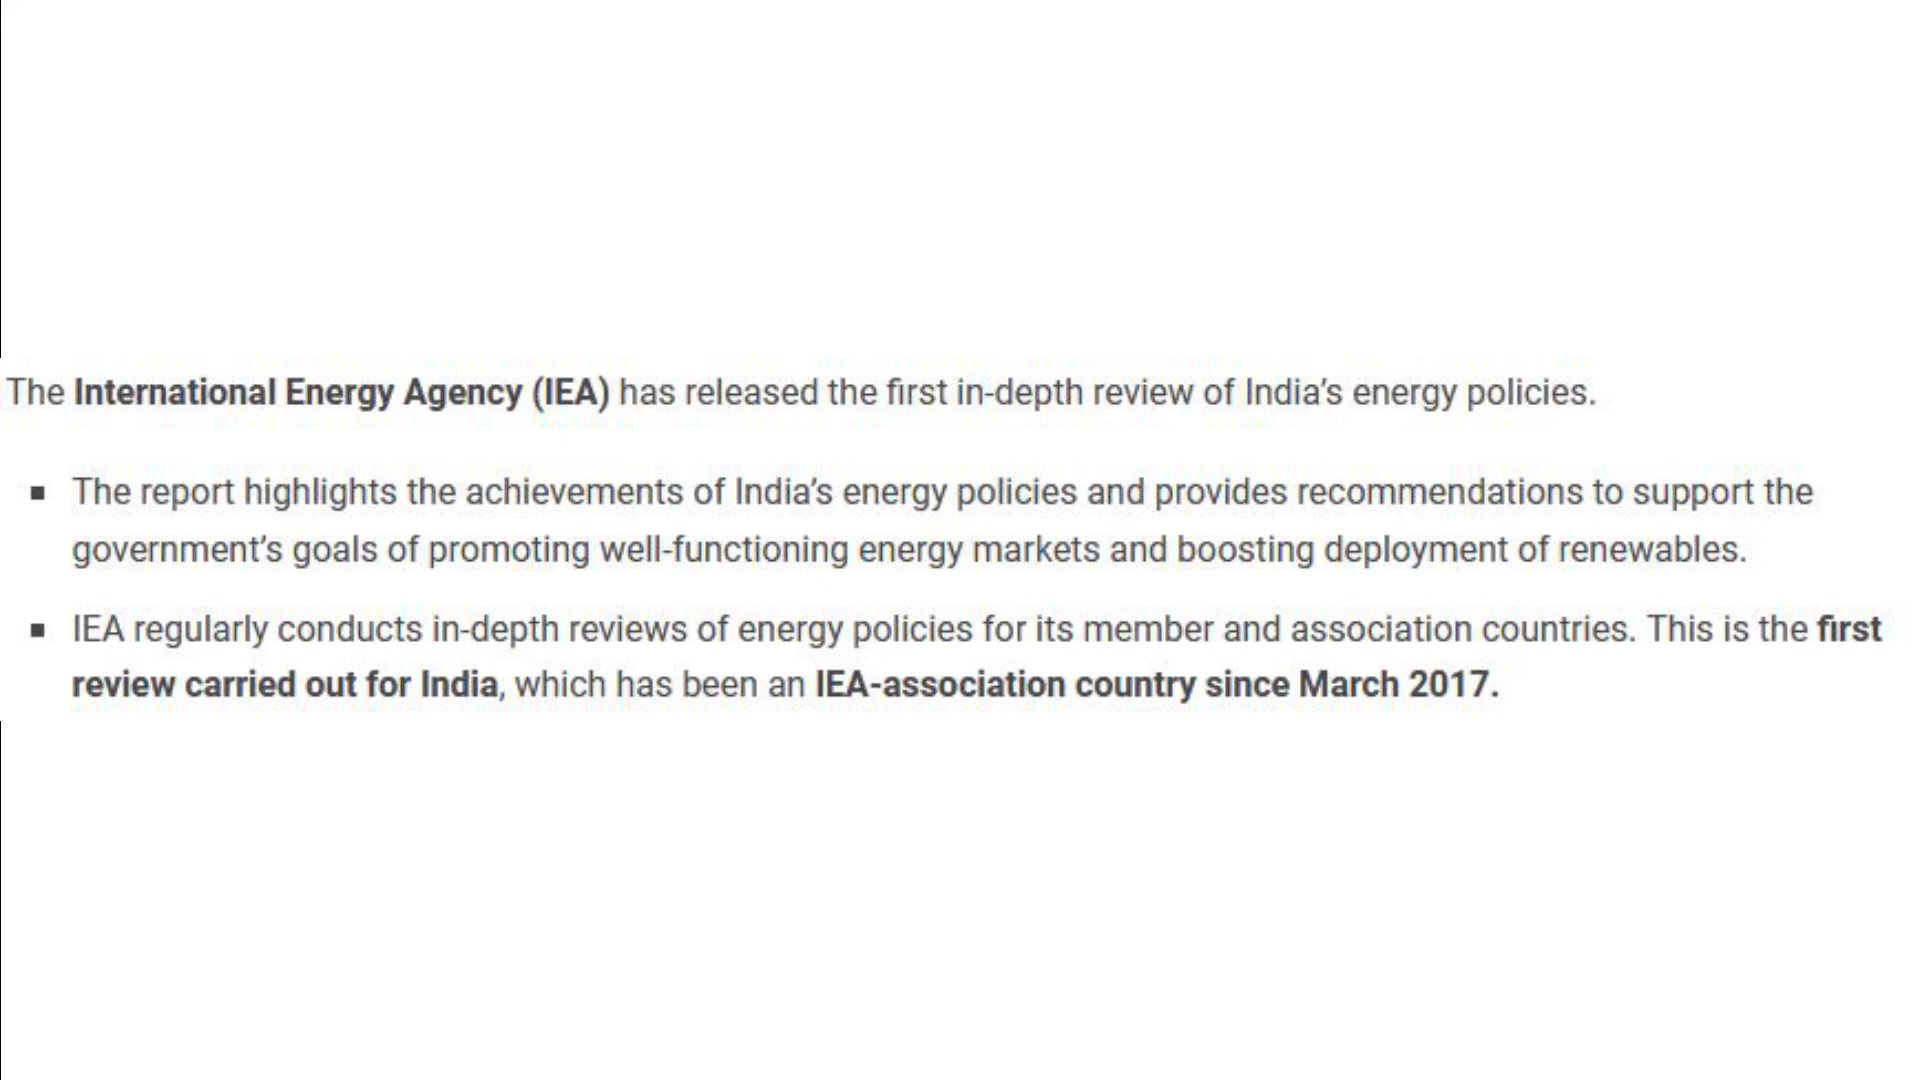 The International Energy Agency (IEA) has released the first in-depth review of India’s energy policies.
▪ The report highlights the achievements of India’s energy policies and provides recommendations to support the
government’s goals of promoting well-functioning energy markets and boosting deployment of renewables.
▪ IEA regularly conducts in-depth reviews of energy policies for its member and association countries. This is the first
review carried out for India, which has been an IEA-association country since March 2017.